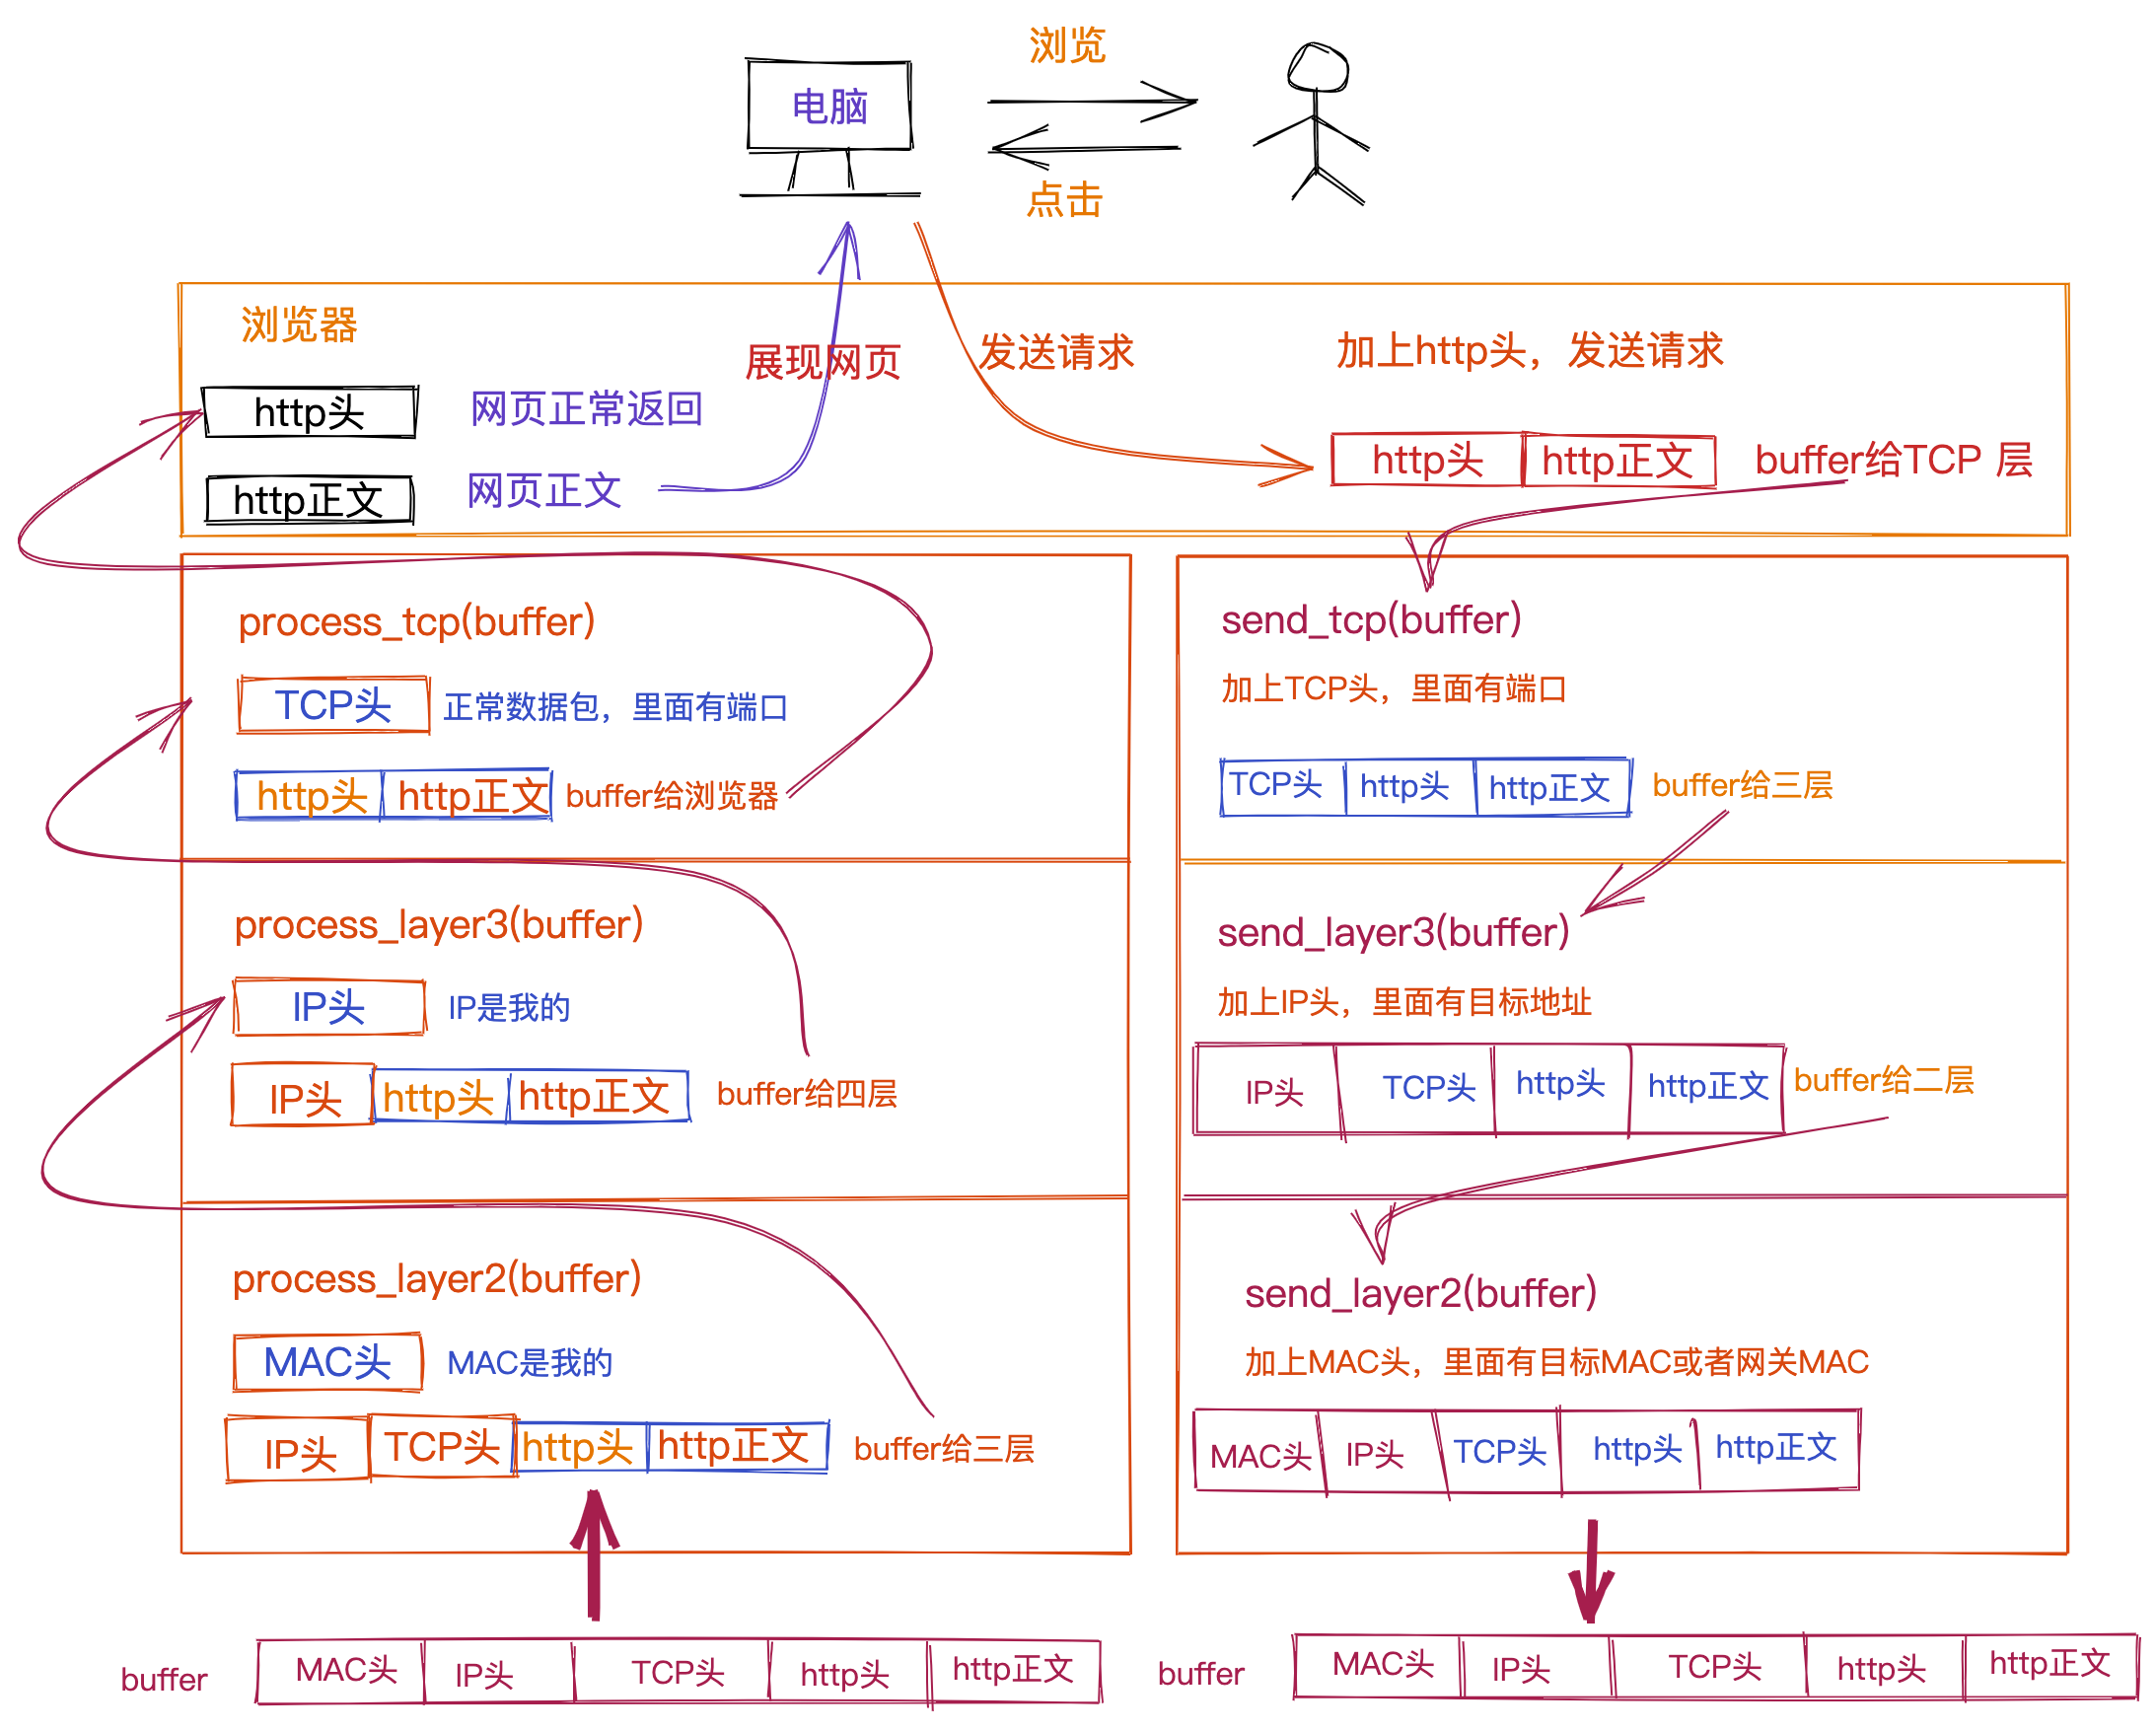 浏览
电脑
点击
浏览器
展现网页
发送请求
加上http头，发送请求
http头
网页正常返回
http正文
网页正文
http头
http正文
buffer给TCP 层
process_tcp(buffer)
TCP头
正常数据包，里面有端口
http头
http正文
buffer给浏览器
process_layer3(buffer)
IP头
IP是我的
IP头
http头
http正文
buffer给四层
process_layer2(buffer)
MAC头
MAC是我的
IP头
TCP头
http头
http正文
buffer给三层
buffer
MAC头
IP头
TCP头
http头
http正文
send_tcp(buffer)
加上TCP头，里面有端口
TCP头
http头
http正文
buffer给三层
send_layer3(buffer)
加上IP头，里面有目标地址
IP头
TCP头
http头
http正文
buffer给二层
send_layer2(buffer)
加上MAC头，里面有目标MAC或者网关MAC
MAC头
IP头
TCP头
http头
http正文
buffer
MAC头
IP头
TCP头
http头
http正文